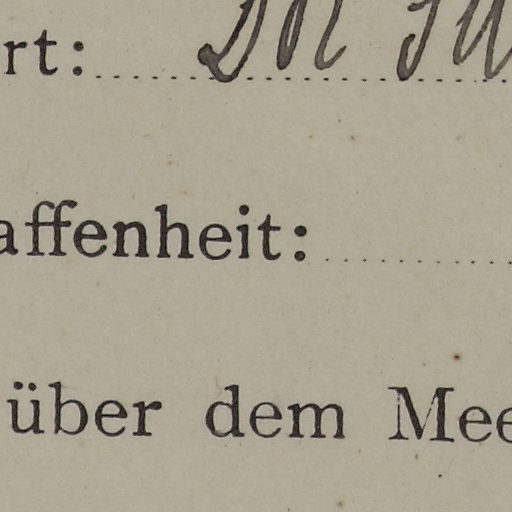 rt:
affenheit:
über dem Mee